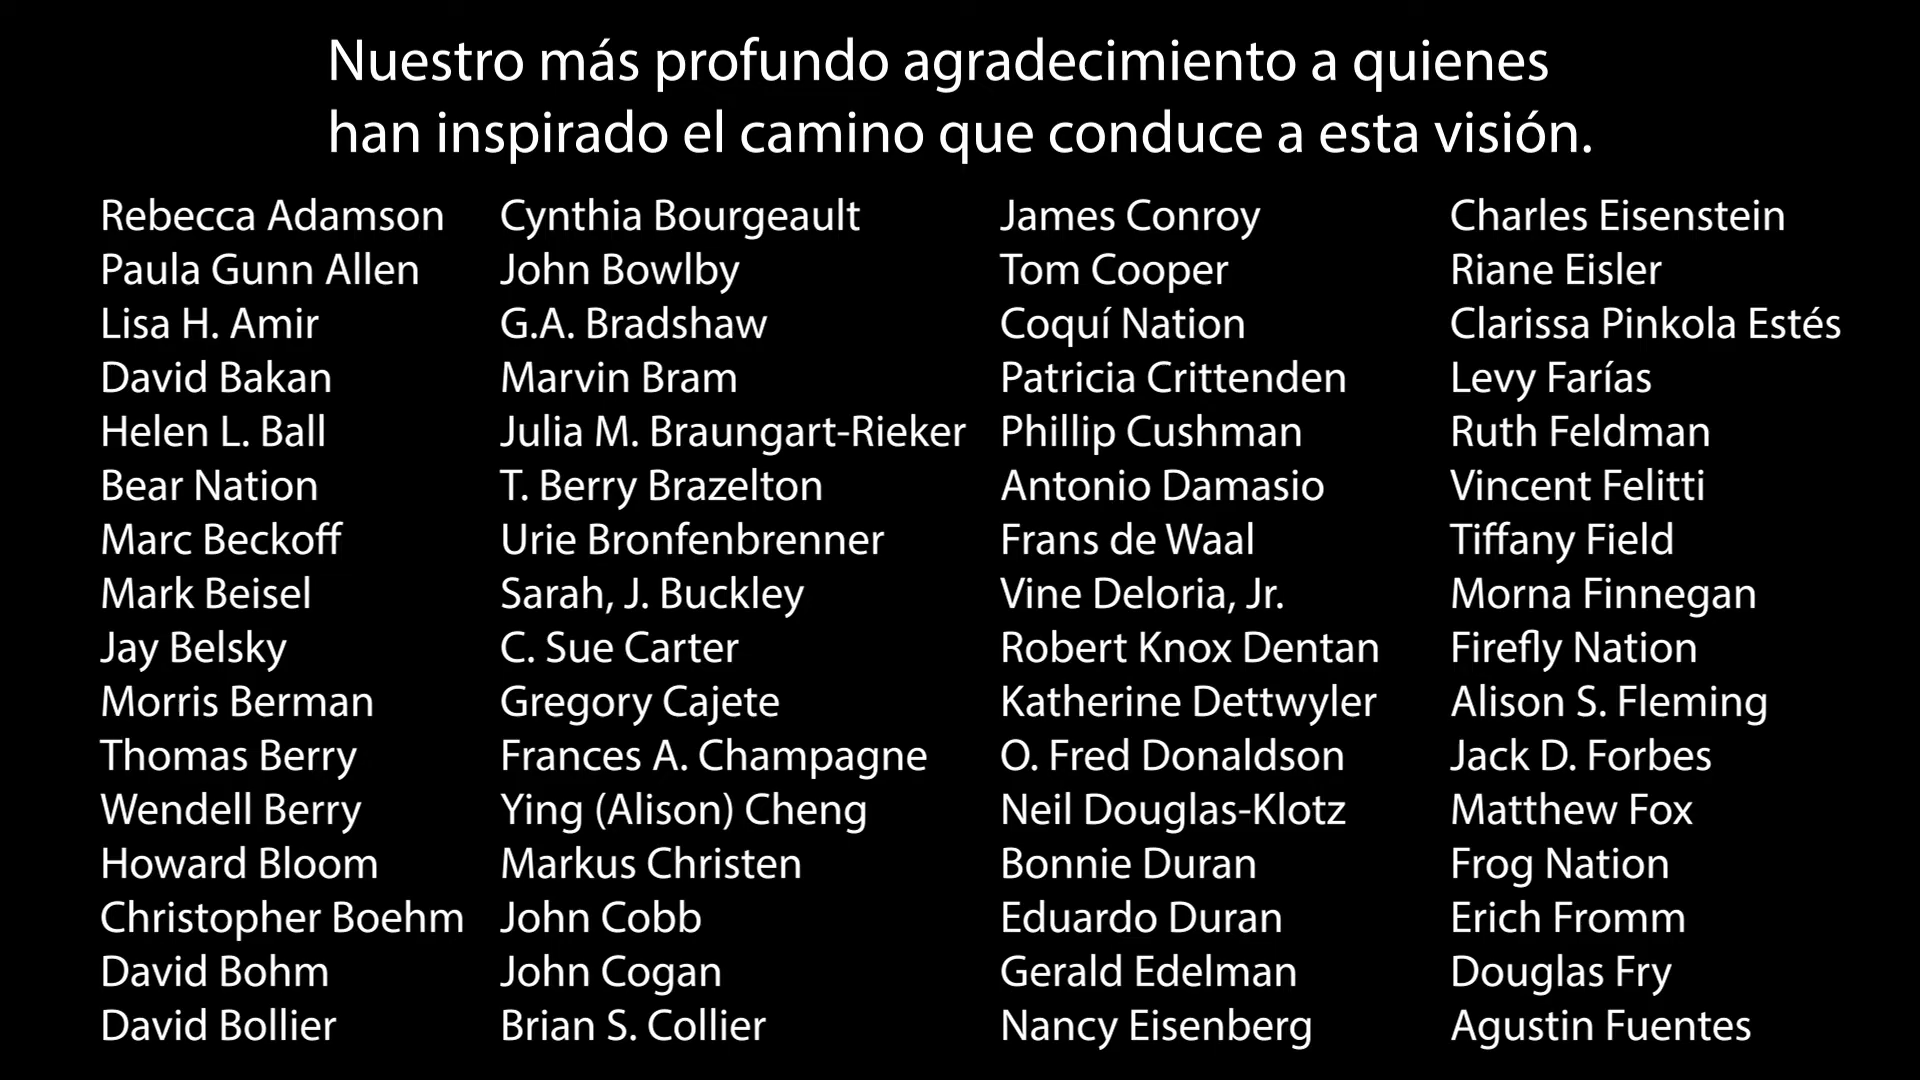 Nuestro más profundo agradecimiento a quienes
han inspirado el camino que conduce a esta visión.
Rebecca Adamson
Paula Gunn Allen
Lisa H. Amir
David Bakan
Helen L. Ball
Bear Nation
Marc Beckoff
Mark Beisel
Jay Belsky
Morris Berman
Thomas Berry
Wendell Berry
Howard Bloom
Christopher Boehm
David Bohm
David Bollier
Cynthia Bourgeault
John Bowlby
G.A. Bradshaw
Marvin Bram
Julia M. Braungart-Rieker
T. Berry Brazelton
Urie Bronfenbrenner
Sarah, J. Buckley
C. Sue Carter
Gregory Cajete
Frances A. Champagne
Ying (Alison) Cheng
Markus Christen
John Cobb
John Cogan
Brian S. Collier
James Conroy
Tom Cooper
Coquí Nation
Patricia Crittenden
Phillip Cushman
Antonio Damasio
Frans de Waal
Vine Deloria, Jr.
Robert Knox Dentan
Katherine Dettwyler
O. Fred Donaldson
Neil Douglas-Klotz
Bonnie Duran
Eduardo Duran
Gerald Edelman
Nancy Eisenberg
Charles Eisenstein
Riane Eisler
Clarissa Pinkola Estés
Levy Farías
Ruth Feldman
Vincent Felitti
Tiffany Field
Morna Finnegan
Firefly Nation
Alison S. Fleming
Jack D. Forbes
Matthew Fox
Frog Nation
Erich Fromm
Douglas Fry
Agustin Fuentes